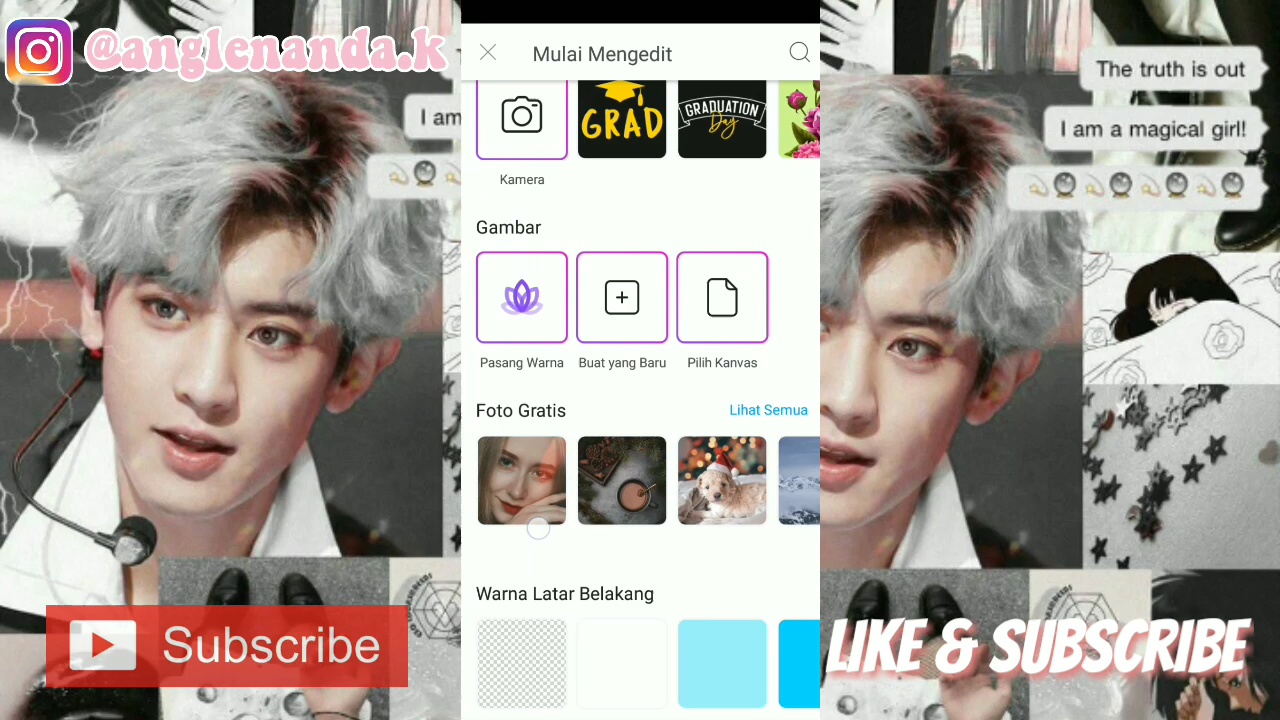 @anglenanda.k
Mulai Mengedit
GRAD
GRADUATION
Day
Kamera
Gambar
Pasang Warna
Buat yang Baru
Pilih Kanvas
Foto Gratis
Lihat Semua
Warna Latar Belakang
I am
The truth is out
I am a magical girl!
Subscribe
LIKE & SUBSCRIBE